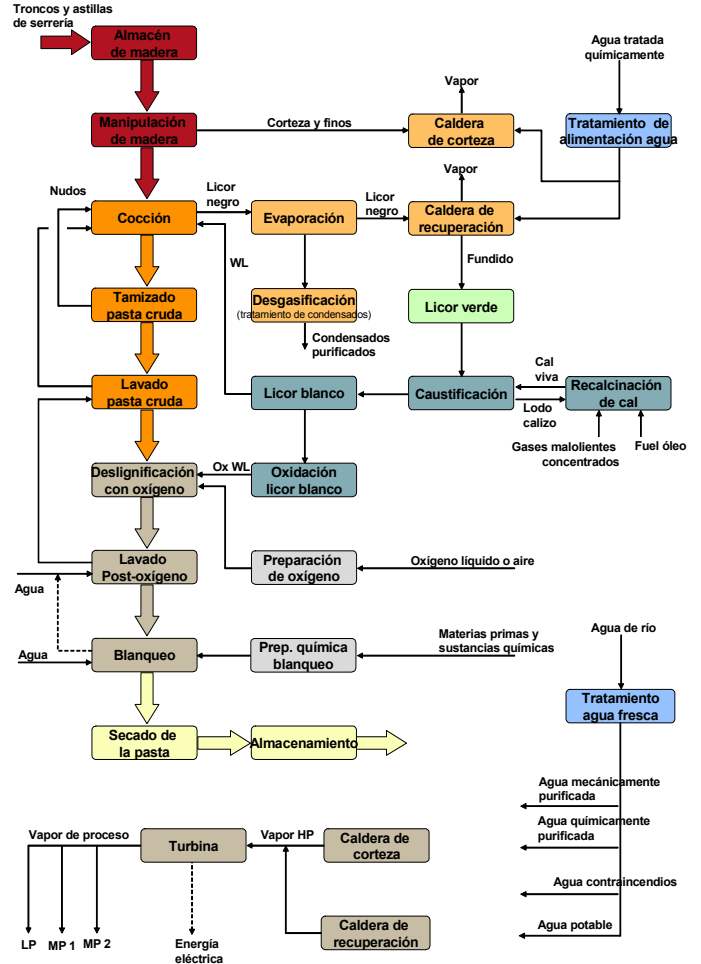 Troncos y astillas
de serrería
Almacén
de madera
Agua tratada
químicamente
Vapor
Manipulación
de madera
Corteza y finos
Caldera
de corteza
Tratamiento de
alimentación agua
Vapor
Nudos
Licor
negro
Licor
negro
Cocción
Evaporación
Caldera de
recuperación
WL
Fundido
Tamizado
pasta cruda
Desgasificación
(tratamiento de condensados)
Licor verde
Condensados
purificados
Cal
viva
Lavado
pasta cruda
Licor blanco
Caustificación
Recalcinación
de cal
Lodo
calizo
Gases malolientes
concentrados
Fuel óleo
Deslignificación
con oxígeno
Ox WL
Oxidación
licor blanco
Lavado
Post-oxígeno
Preparación
de oxígeno
Oxígeno líquido o aire
Agua
Agua
Blanqueo
Prep. química
blanqueo
Materias primas y
sustancias químicas
Agua de río
Tratamiento
agua fresca
Secado de
la pasta
Almacenamiento
Agua mecánicamente
purificada
Agua químicamente
purificada
Agua contraincendios
Agua potable
Vapor de proceso
Turbina
Vapor HP
Caldera de
corteza
Caldera de
recuperación
LP
MP 1
MP 2
Energía
eléctrica